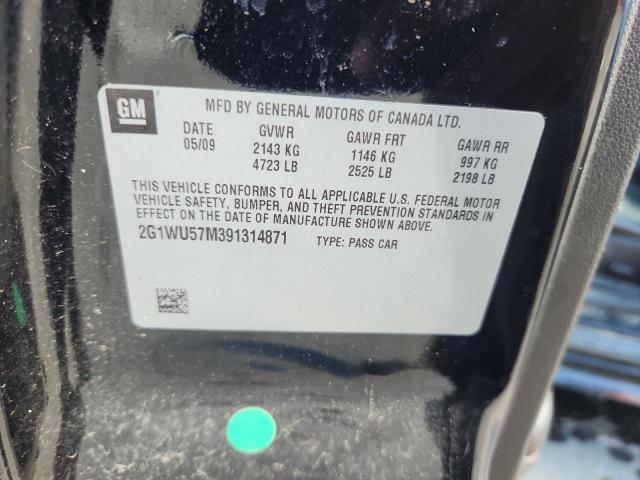 GM
MFD BY GENERAL MOTORS OF CANADA LTD.
DATE GVWR GAWR FRT GAWR RR
05/09 2143 KG 1146 KG 997 KG
4723 LB 2525 LB 2198 LB
THIS VEHICLE CONFORMS TO ALL APPLICABLE U.S. FEDERAL MOTOR
VEHICLE SAFETY, BUMPER, AND THEFT PREVENTION STANDARDS IN
EFFECT ON THE DATE OF MANUFACTURE SHOWN ABOVE.
2G1WU57M391314871 TYPE: PASS CAR